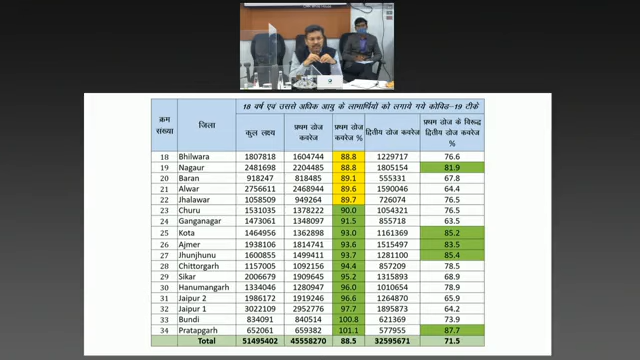 18 वर्ष एवं उससे अधिक आयु के लाभार्थियों को लगाये गये कोविड-19 टीके
क्रम संख्या जिला कुल लक्ष्य प्रथम डोज कवरेज प्रथम डोज कवरेज % द्वितीय डोज कवरेज प्रथम डोज के विरूद्ध द्वितीय डोज कवरेज %
18 Bhilwara 1807818 1604744 88.8 1229717 76.6
19 Nagaur 2481698 2204485 88.8 1805154 81.9
20 Baran 918247 818485 89.1 555331 67.8
21 Alwar 2756611 2468944 89.6 1590046 64.4
22 Jhalawar 1058509 949264 89.7 726074 76.5
23 Churu 1531035 1378222 90.0 1054321 76.5
24 Ganganagar 1473061 1348097 91.5 855718 63.5
25 Kota 1464956 1362898 93.0 1161369 85.2
26 Ajmer 1938106 1814741 93.6 1515497 83.5
27 Jhunjhunu 1600855 1499411 93.7 1281100 85.4
28 Chittorgarh 1157005 1092156 94.4 857209 78.5
29 Sikar 2006679 1909645 95.2 1315893 68.9
30 Hanumangarh 1334046 1280947 96.0 1010654 78.9
31 Jaipur 2 1986172 1919246 96.6 1264870 65.9
32 Jaipur 1 3022109 2952776 97.7 1895873 64.2
33 Bundi 834091 840514 100.8 621369 73.9
34 Pratapgarh 652061 659382 101.1 577955 87.7
Total 51495402 45558270 88.5 32595671 71.5